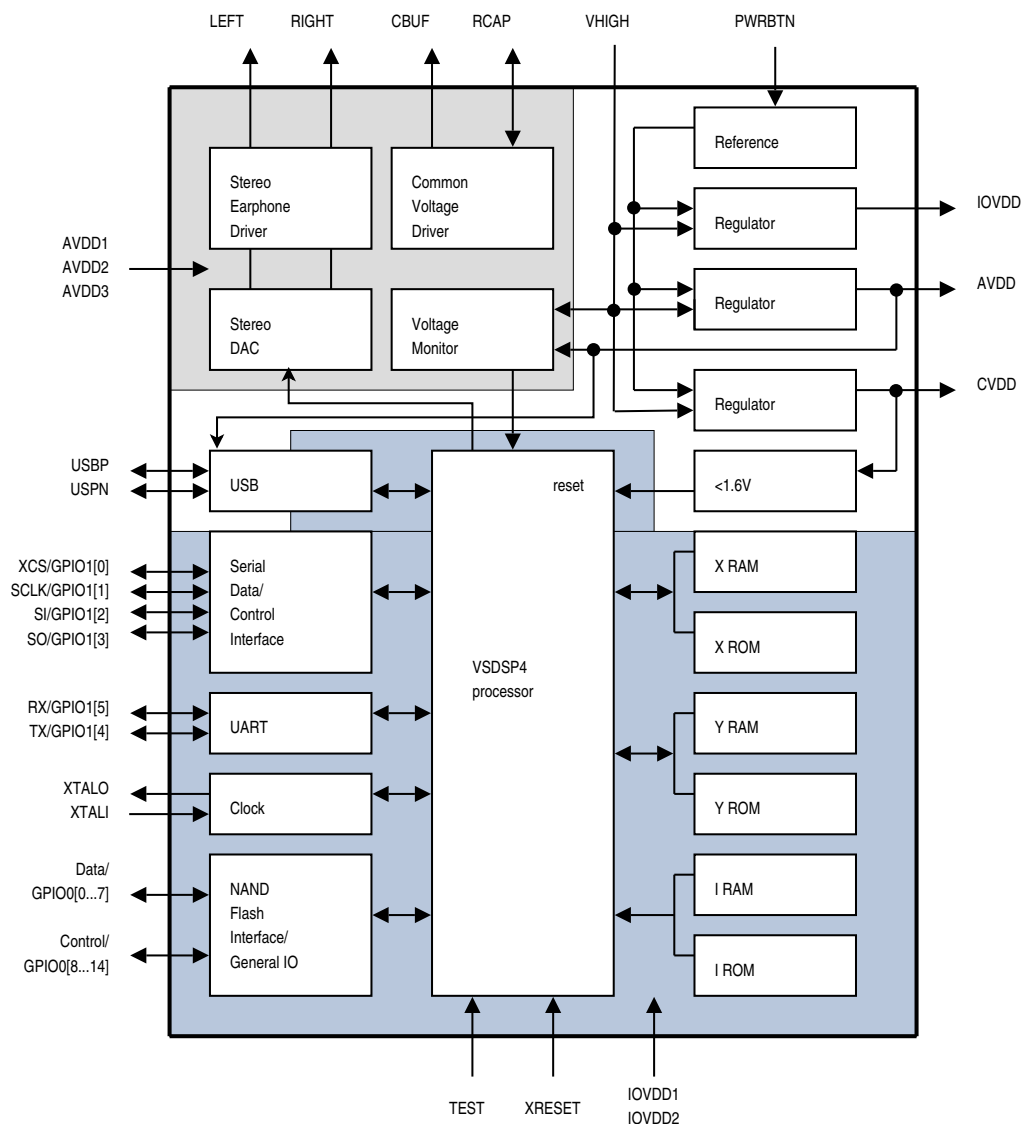 LEFT
RIGHT
CBUF
RCAP
VHIGH
PWRBTN
Reference
Stereo
Earphone
Driver
Common
Voltage
Driver
Regulator
IOVDD
AVDD1
AVDD2
AVDD3
Stereo
DAC
Voltage
Monitor
Regulator
AVDD
Regulator
CVDD
USBP
USPN
USB
reset
<1.6V
XCS/GPIO1[0]
SCLK/GPIO1[1]
SI/GPIO1[2]
SO/GPIO1[3]
Serial
Data/
Control
Interface
VSDSP4
processor
X RAM
X ROM
RX/GPIO1[5]
TX/GPIO1[4]
UART
Y RAM
XTALO
XTALI
Clock
Y ROM
Data/
GPIO0[0...7]
Control/
GPIO0[8...14]
NAND
Flash
Interface/
General IO
I RAM
I ROM
TEST
XRESET
IOVDD1
IOVDD2